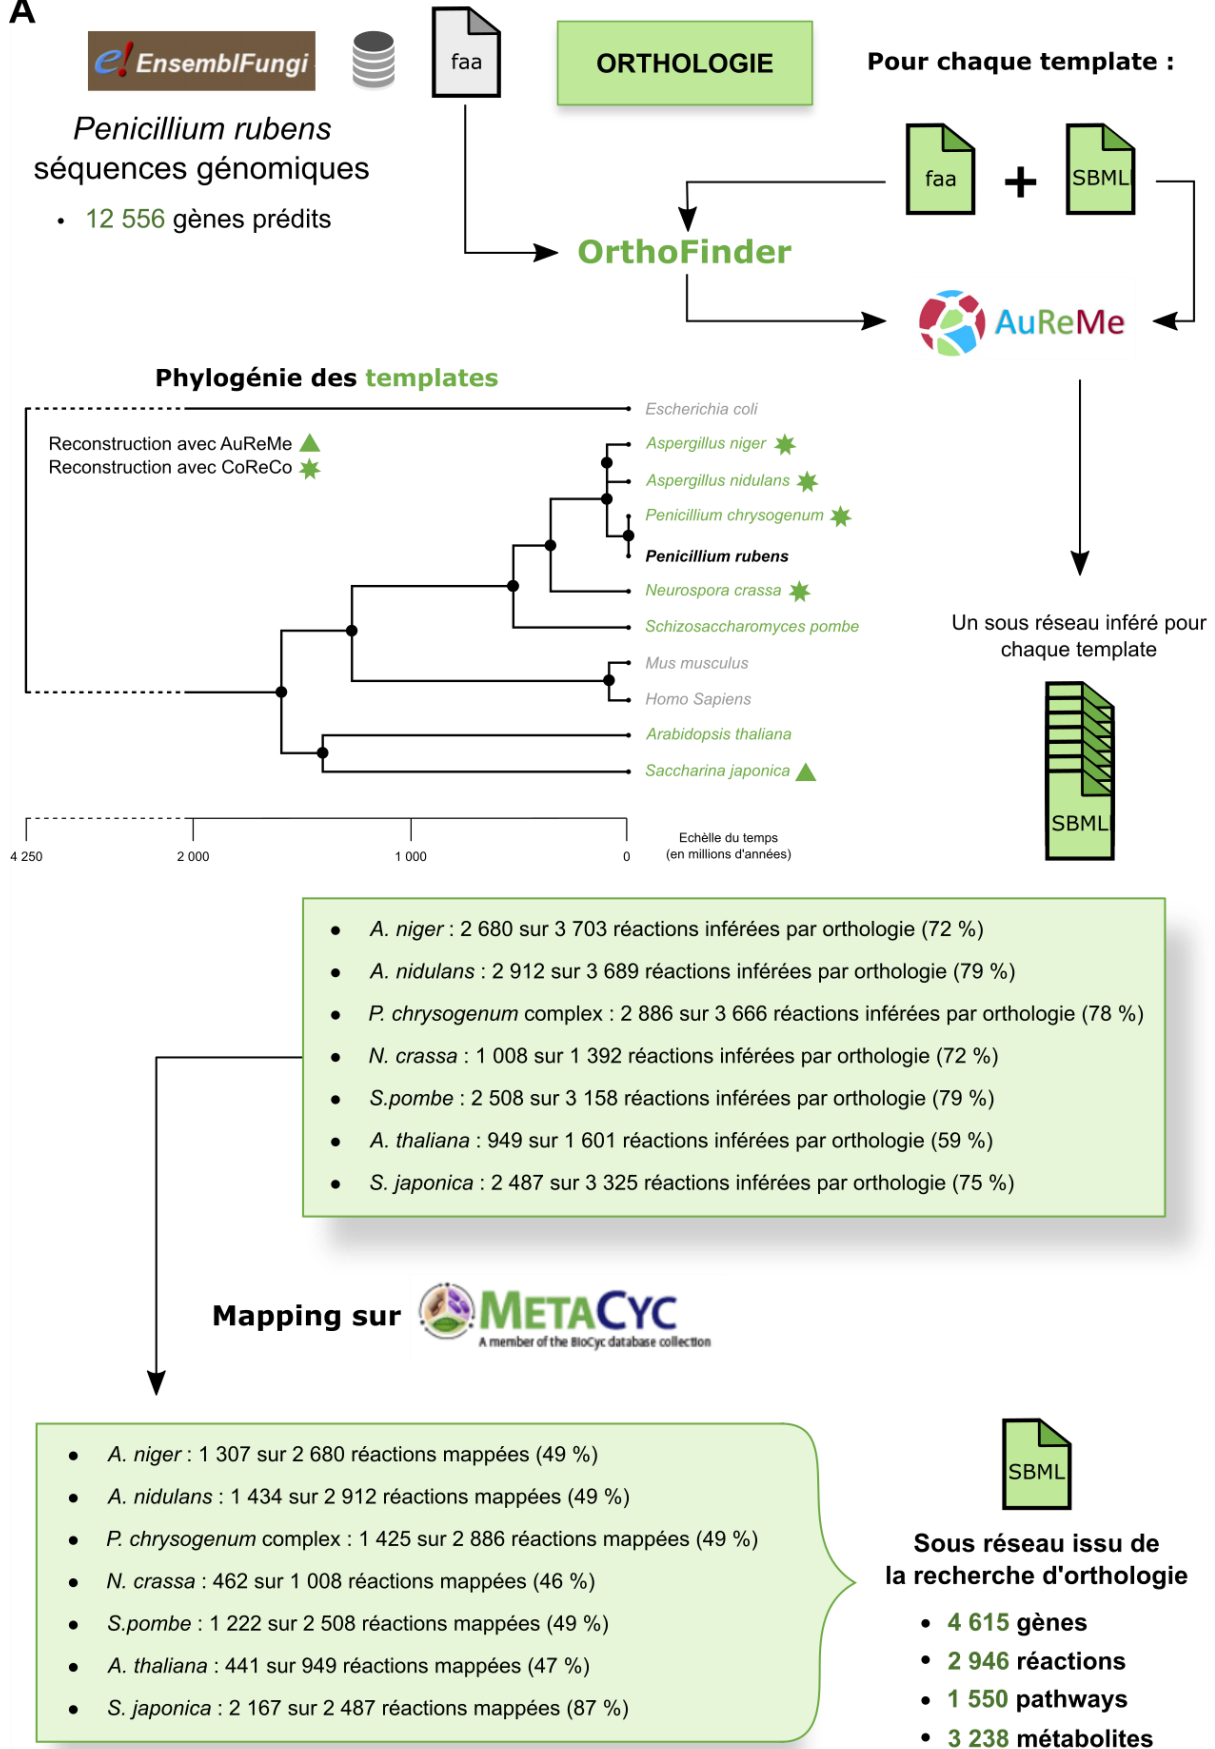 A
e! EnsemblFungi
faa
ORTHOLOGIE
Pour chaque template :
Penicillium rubens
séquences génomiques
• 12 556 gènes prédits
faa
+
SBML
OrthoFinder
AuReMe
Phylogénie des templates
Reconstruction avec AuReMe
Reconstruction avec CoReCo
Escherichia coli
Aspergillus niger
Aspergillus nidulans
Penicillium chrysogenum
Penicillium rubens
Neurospora crassa
Schizosaccharomyces pombe
Mus musculus
Homo Sapiens
Arabidopsis thaliana
Saccharina japonica
4 250
2 000
1 000
0
Echèlle du temps
(en millions d'années)
Un sous réseau inféré pour
chaque template
SBML
• A. niger : 2 680 sur 3 703 réactions inférées par orthologie (72 %)
• A. nidulans : 2 912 sur 3 689 réactions inférées par orthologie (79 %)
• P. chrysogenum complex : 2 886 sur 3 666 réactions inférées par orthologie (78 %)
• N. crassa : 1 008 sur 1 392 réactions inférées par orthologie (72 %)
• S.pombe : 2 508 sur 3 158 réactions inférées par orthologie (79 %)
• A. thaliana : 949 sur 1 601 réactions inférées par orthologie (59 %)
• S. japonica : 2 487 sur 3 325 réactions inférées par orthologie (75 %)
Mapping sur
METACYC
A member of the BioCyc database collection
• A. niger : 1 307 sur 2 680 réactions mappées (49 %)
• A. nidulans : 1 434 sur 2 912 réactions mappées (49 %)
• P. chrysogenum complex : 1 425 sur 2 886 réactions mappées (49 %)
• N. crassa : 462 sur 1 008 réactions mappées (46 %)
• S.pombe : 1 222 sur 2 508 réactions mappées (49 %)
• A. thaliana : 441 sur 949 réactions mappées (47 %)
• S. japonica : 2 167 sur 2 487 réactions mappées (87 %)
SBML
Sous réseau issu de
la recherche d'orthologie
• 4 615 gènes
• 2 946 réactions
• 1 550 pathways
• 3 238 métabolites